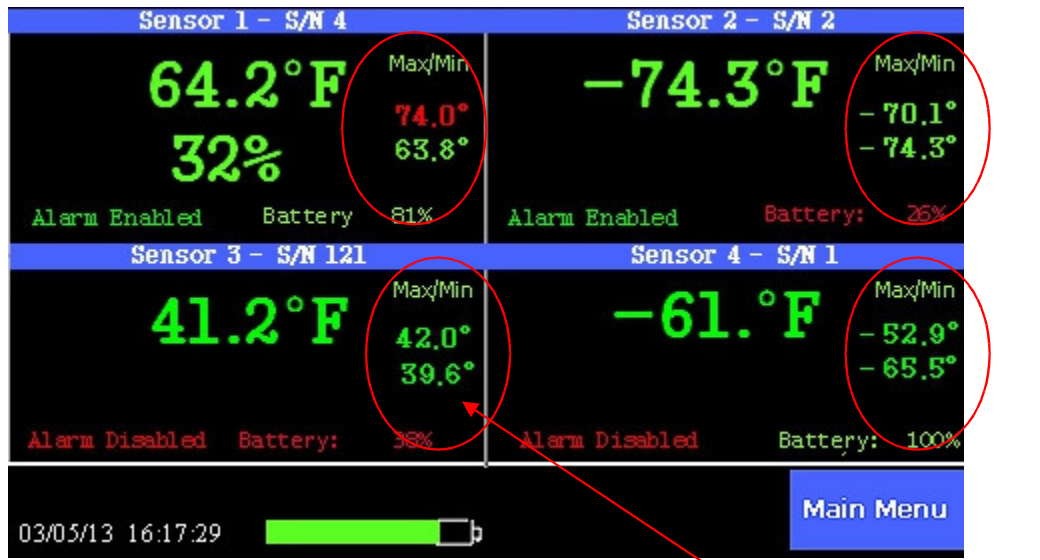 Sensor 1 - S/N 4
64.2°F
Max/Min
74.0°
32%
63.8°
Alarm Enabled Battery 81%
Sensor 2 - S/N 2
-74.3°F
Max/Min
- 70.1°
- 74.3°
Alarm Enabled Battery: 26%
Sensor 3 - S/N 121
41.2°F
Max/Min
42.0°
39.6°
Alarm Disabled Battery: 38%
Sensor 4 - S/N 1
-61.°F
Max/Min
- 52.9°
- 65.5°
Alarm Disabled Battery: 100%
03/05/13 16:17:29
Main Menu